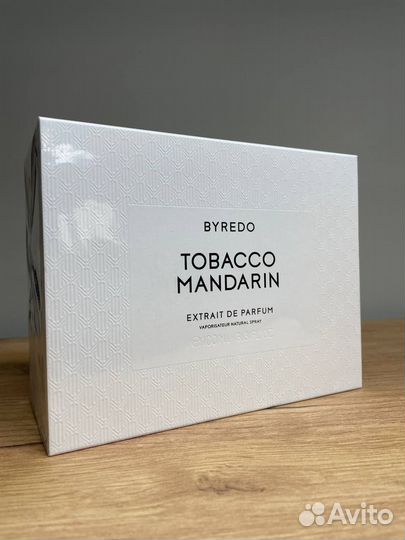 BYREDO
TOBACCO
MANDARIN
EXTRAIT DE PARFUM
VAPORISATEUR NATURAL SPRAY
Avito